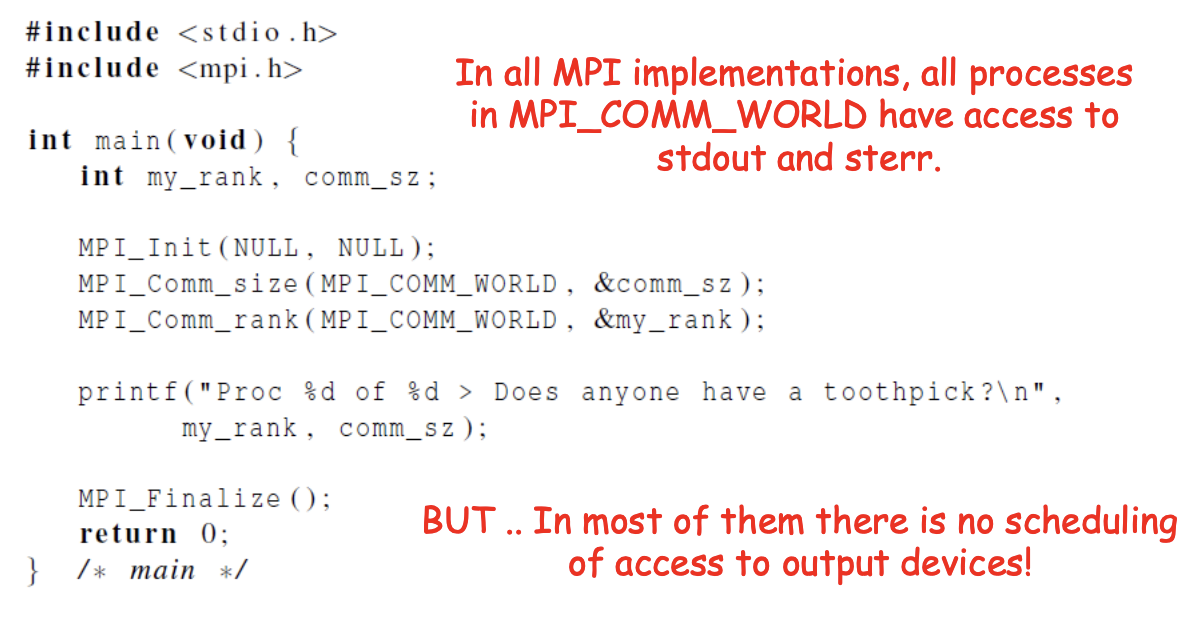 #include <stdio.h>
#include <mpi.h>
In all MPI implementations, all processes
in MPI_COMM_WORLD have access to
stdout and sterr.
int main(void) {
int my_rank, comm_sz;
MPI_Init(NULL, NULL);
MPI_Comm_size(MPI_COMM_WORLD, &comm_sz);
MPI_Comm_rank(MPI_COMM_WORLD, &my_rank);
printf("Proc %d of %d > Does anyone have a toothpick?\n",
my_rank, comm_sz);
MPI_Finalize();
return 0;
} /* main */
BUT .. In most of them there is no scheduling
of access to output devices!